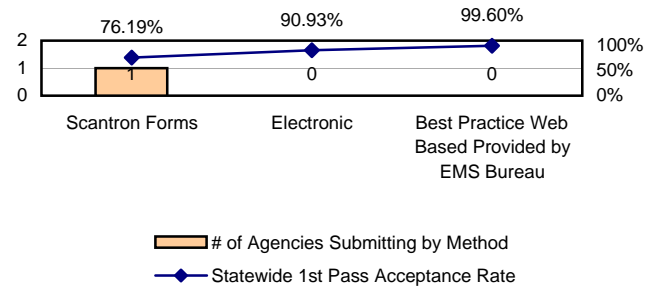 76.19% 90.93% 99.60%
2 100%
1 1 0 0 50%
0 0%
Scantron Forms Electronic Best Practice Web
Based Provided by
EMS Bureau
# of Agencies Submitting by Method
Statewide 1st Pass Acceptance Rate